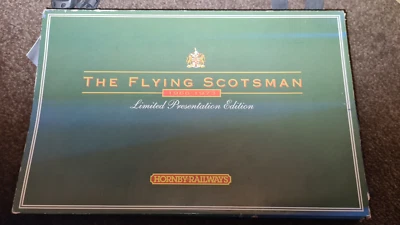 THE FLYING SCOTSMAN
Limited Presentation Edition
HORNBY RAILWAYS